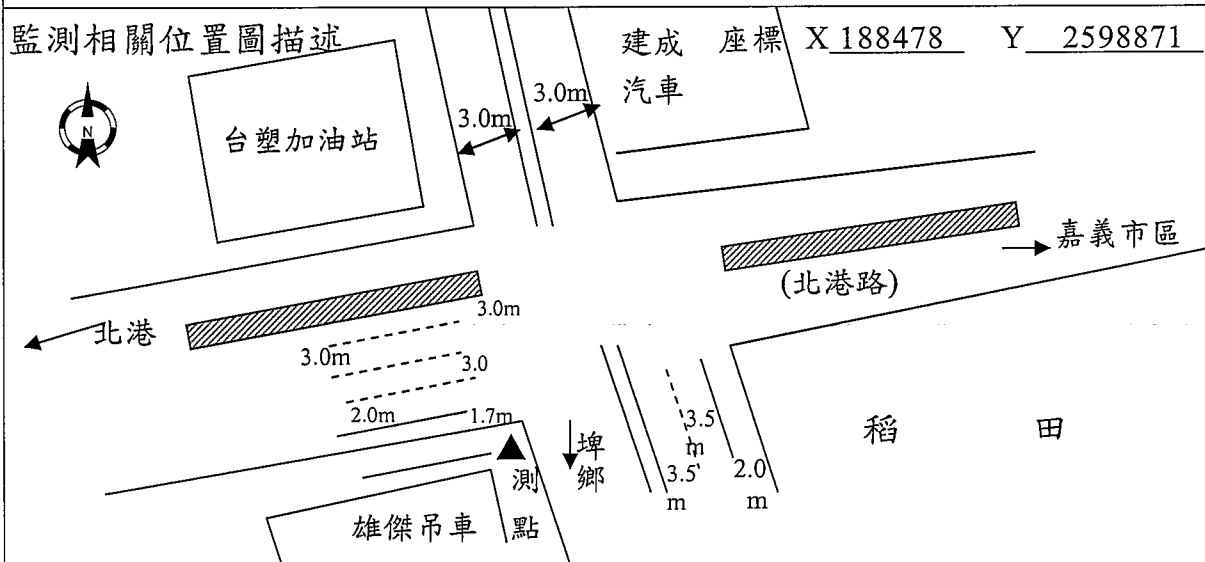 監測相關位置圖描述
建成 座標 X 188478 Y 2598871
汽車
3.0m
3.0m
N
台塑加油站
嘉義市區
(北港路)
北港
3.0m
3.0m
3.0
2.0m
1.7m
埤鄉
3.5
m
3.5
m
2.0
m
稻 田
測
點
雄傑吊車